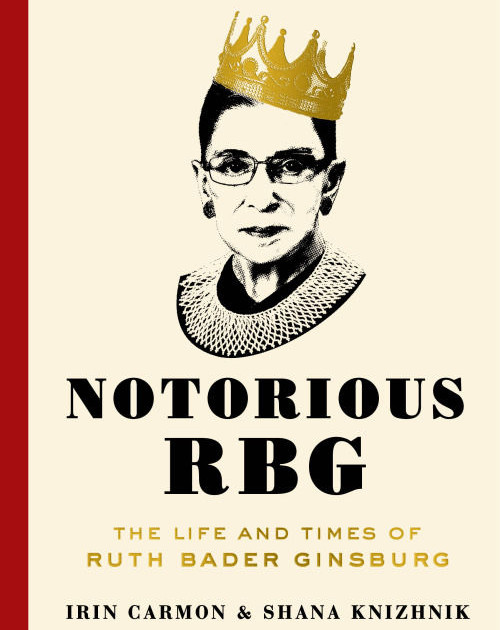 NOTORIOUS
RBG
THE LIFE AND TIMES OF
RUTH BADER GINSBURG
IRIN CARMON & SHANA KNIZHNIK